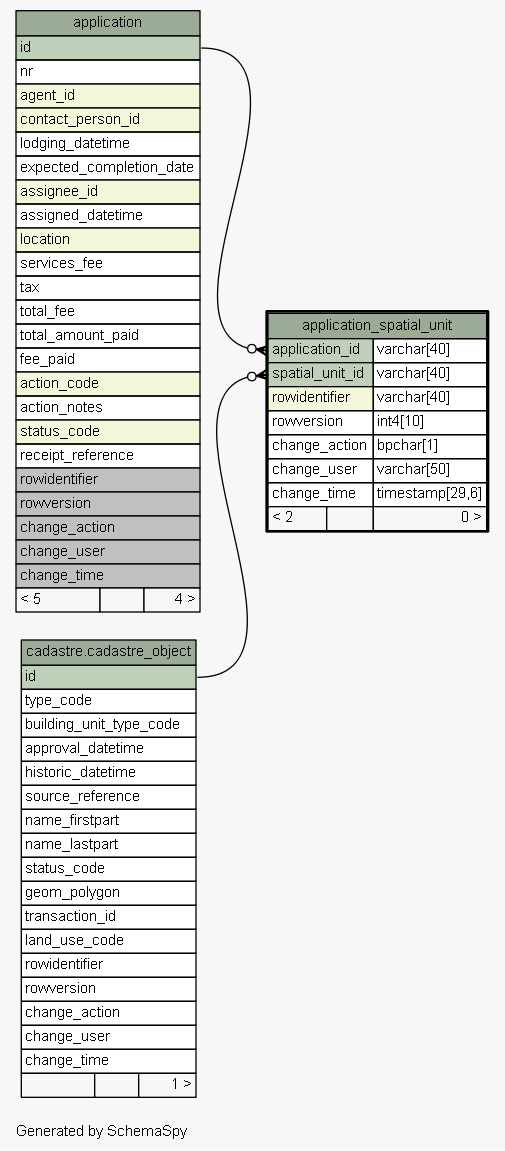 application
id
nr
agent_id
contact_person_id
lodging_datetime
expected_completion_date
assignee_id
assigned_datetime
location
services_fee
tax
total_fee
total_amount_paid
fee_paid
action_code
action_notes
status_code
receipt_reference
rowidentifier
rowversion
change_action
change_user
change_time
< 5 4 >
application_spatial_unit
application_id varchar[40]
spatial_unit_id varchar[40]
rowidentifier varchar[40]
rowversion int4[10]
change_action bpchar[1]
change_user varchar[50]
change_time timestamp[29,6]
< 2 0 >
cadastre.cadastre_object
id
type_code
building_unit_type_code
approval_datetime
historic_datetime
source_reference
name_firstpart
name_lastpart
status_code
geom_polygon
transaction_id
land_use_code
rowidentifier
rowversion
change_action
change_user
change_time
1 >
Generated by SchemaSpy